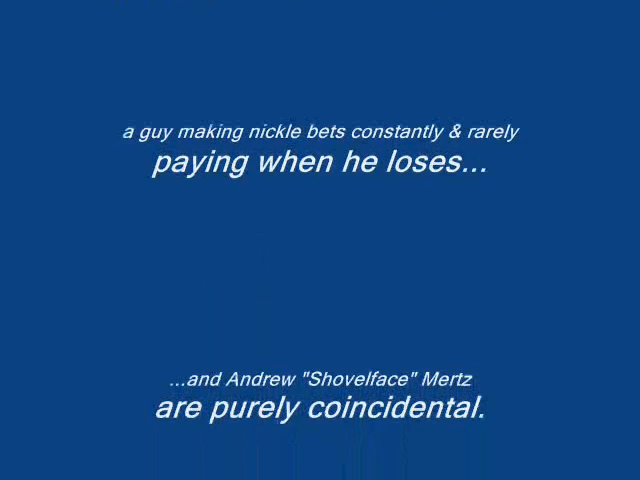 a guy making nickle bets constantly & rarely
paying when he loses...
...and Andrew "Shovelface" Mertz
are purely coincidental.